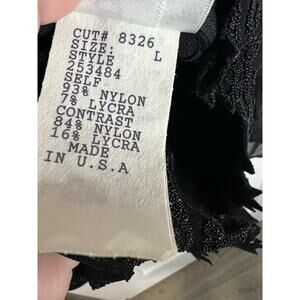 CUT# 8326
SIZE: L
STYLE
253484
SELF
93% NYLON
7% LYCRA
CONTRAST
84% NYLON
16% LYCRA
MADE
IN U.S.A